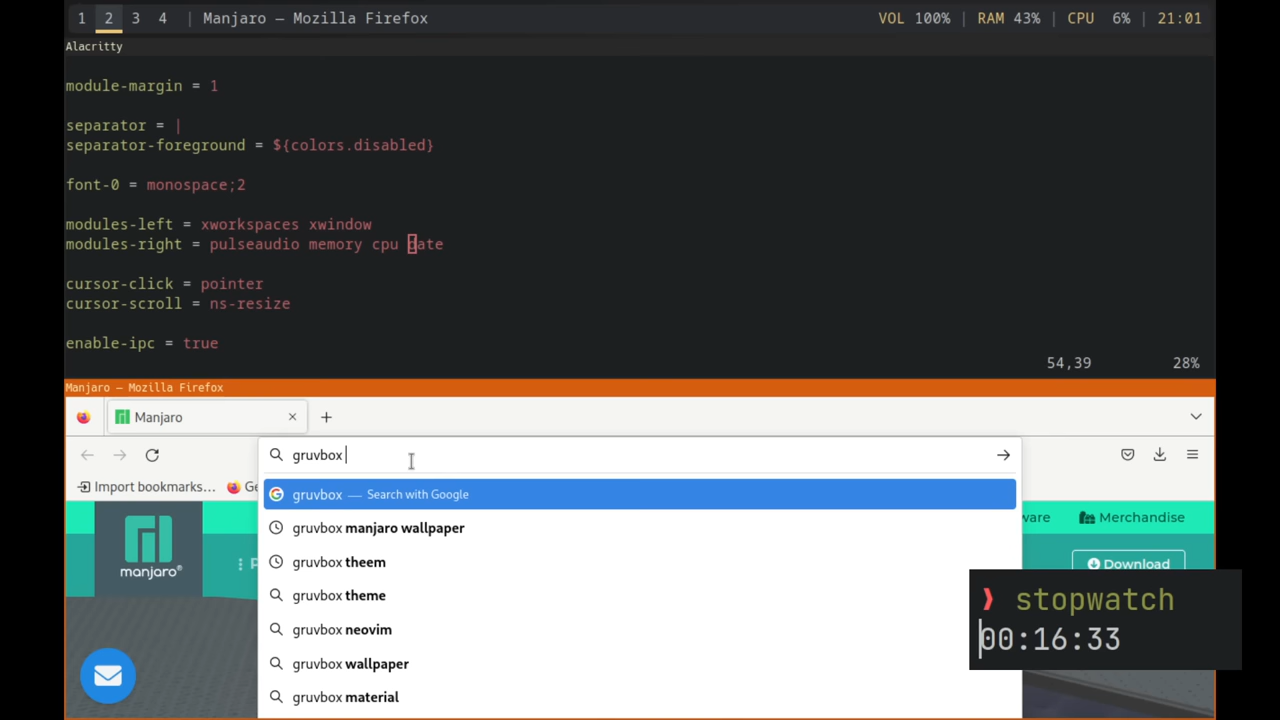 1 2 3 4 | Manjaro — Mozilla Firefox VOL 100% | RAM 43% | CPU 6% | 21:01
Alacritty
module-margin = 1
separator = |
separator-foreground = ${colors.disabled}
font-0 = monospace;2
modules-left = xworkspaces xwindow
modules-right = pulseaudio memory cpu date
cursor-click = pointer
cursor-scroll = ns-resize
enable-ipc = true
54,39 28%
Manjaro — Mozilla Firefox
Manjaro
gruvbox
Import bookmarks… Ge
gruvbox — Search with Google
ware Merchandise
gruvbox manjaro wallpaper
manjaro
P
Download
gruvbox theem
gruvbox theme
gruvbox neovim
gruvbox wallpaper
gruvbox material
❯ stopwatch
00:16:33